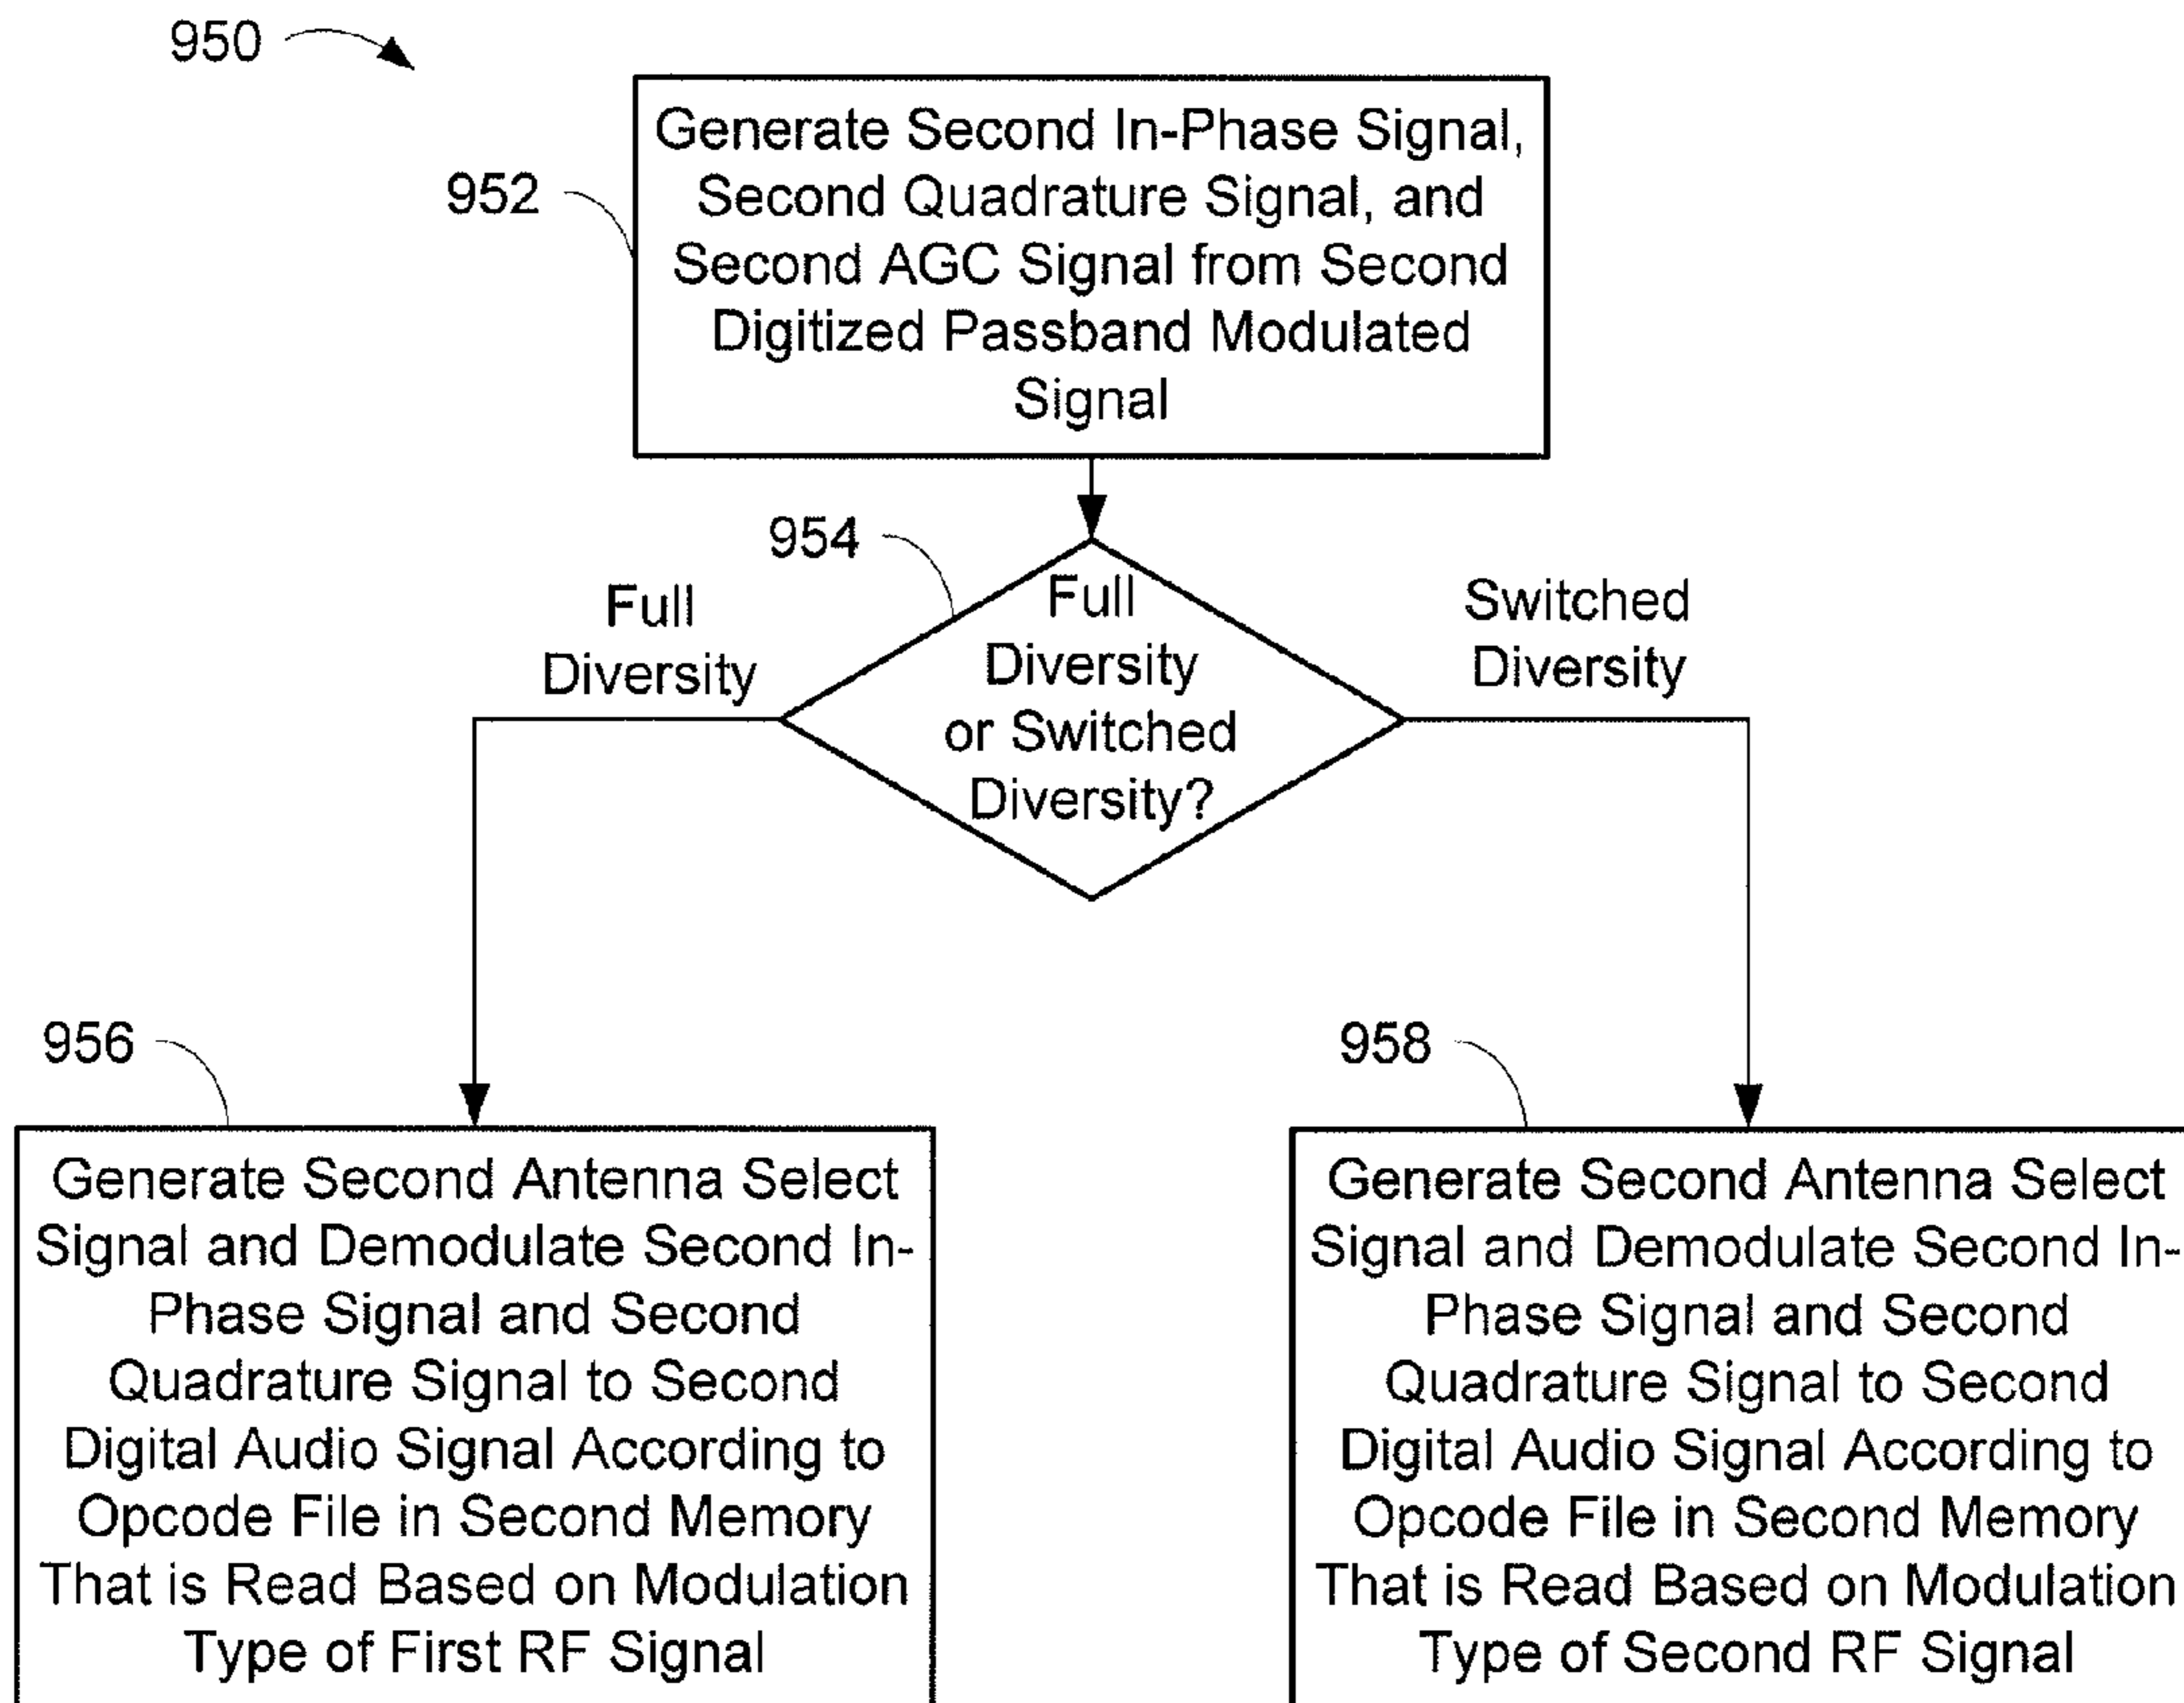 950
Generate Second In-Phase Signal,
952
Second Quadrature Signal, and
Second AGC Signal from Second
Digitized Passband Modulated
Signal
954
Full
Diversity
Full
Diversity
or Switched
Diversity?
Switched
Diversity
956
Generate Second Antenna Select
Signal and Demodulate Second In-
Phase Signal and Second
Quadrature Signal to Second
Digital Audio Signal According to
Opcode File in Second Memory
That is Read Based on Modulation
Type of First RF Signal
958
Generate Second Antenna Select
Signal and Demodulate Second In-
Phase Signal and Second
Quadrature Signal to Second
Digital Audio Signal According to
Opcode File in Second Memory
That is Read Based on Modulation
Type of Second RF Signal